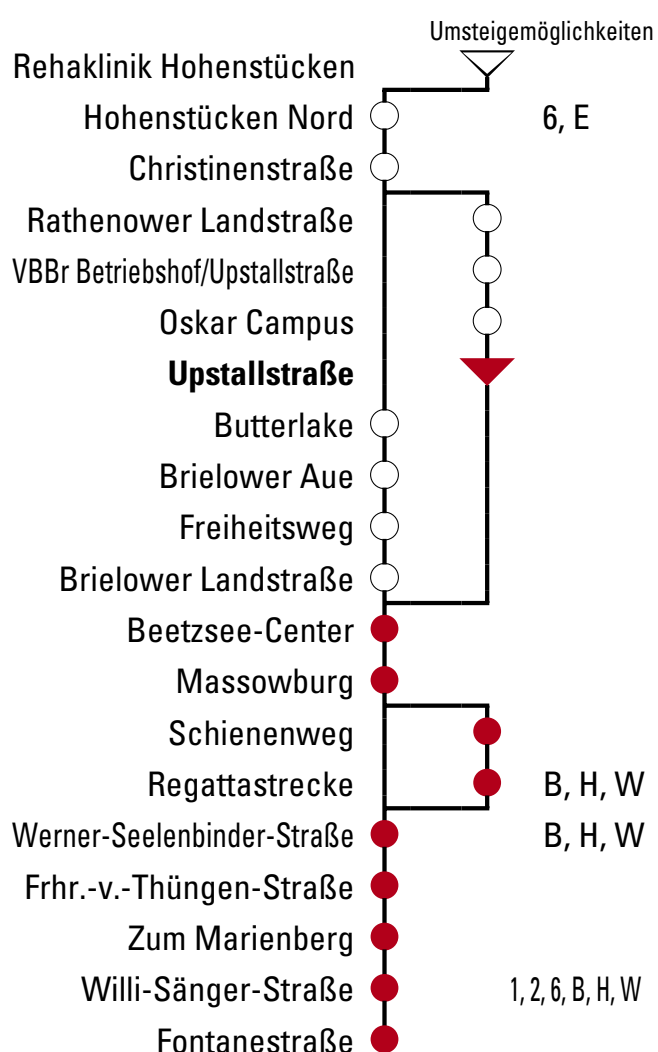 Umsteigemöglichkeiten
Rehaklinik Hohenstücken
Hohenstücken Nord 6, E
Christinenstraße
Rathenower Landstraße
VBBr Betriebshof/Upstallstraße
Oskar Campus
Upstallstraße
Butterlake
Brielower Aue
Freiheitsweg
Brielower Landstraße
Beetzsee-Center
Massowburg
Schienenweg
Regattastrecke B, H, W
Werner-Seelenbinder-Straße B, H, W
Frhr.-v.-Thüngen-Straße
Zum Marienberg
Willi-Sänger-Straße 1, 2, 6, B, H, W
Fontanestraße